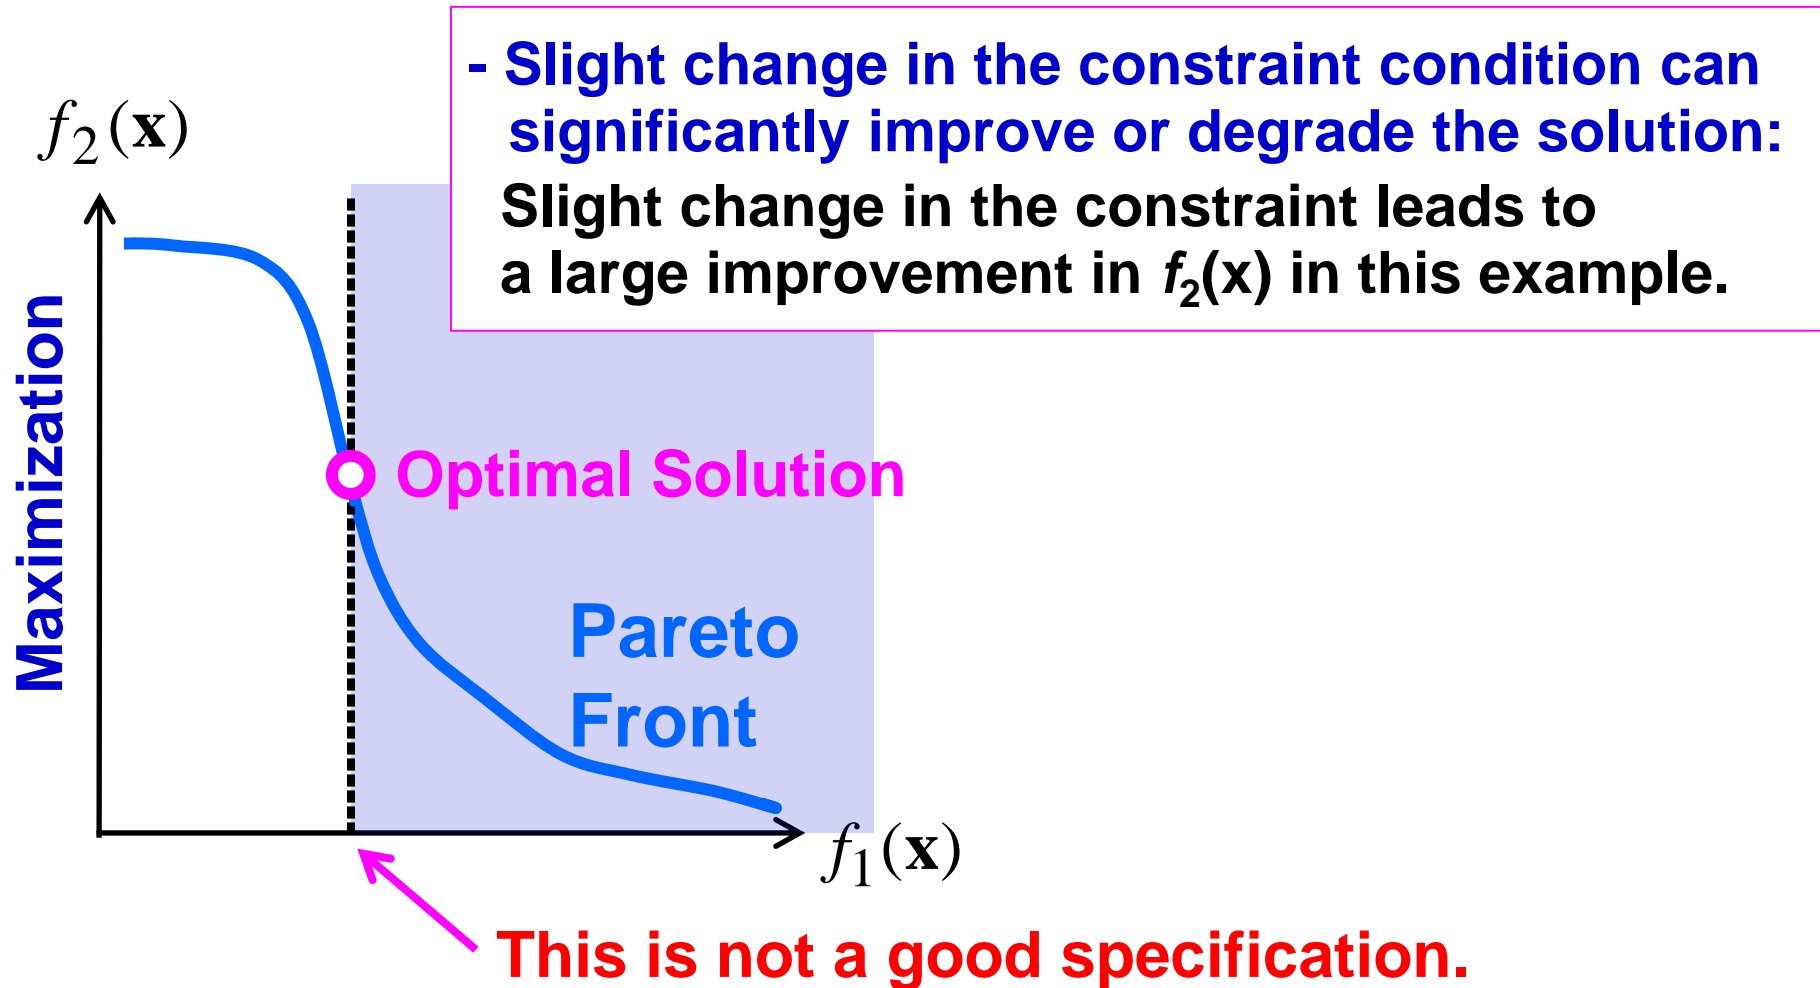 - Slight change in the constraint condition can
significantly improve or degrade the solution:
Slight change in the constraint leads to
a large improvement in f₂(x) in this example.
f₂(x)
Maximization
Optimal Solution
Pareto
Front
f₁(x)
This is not a good specification.